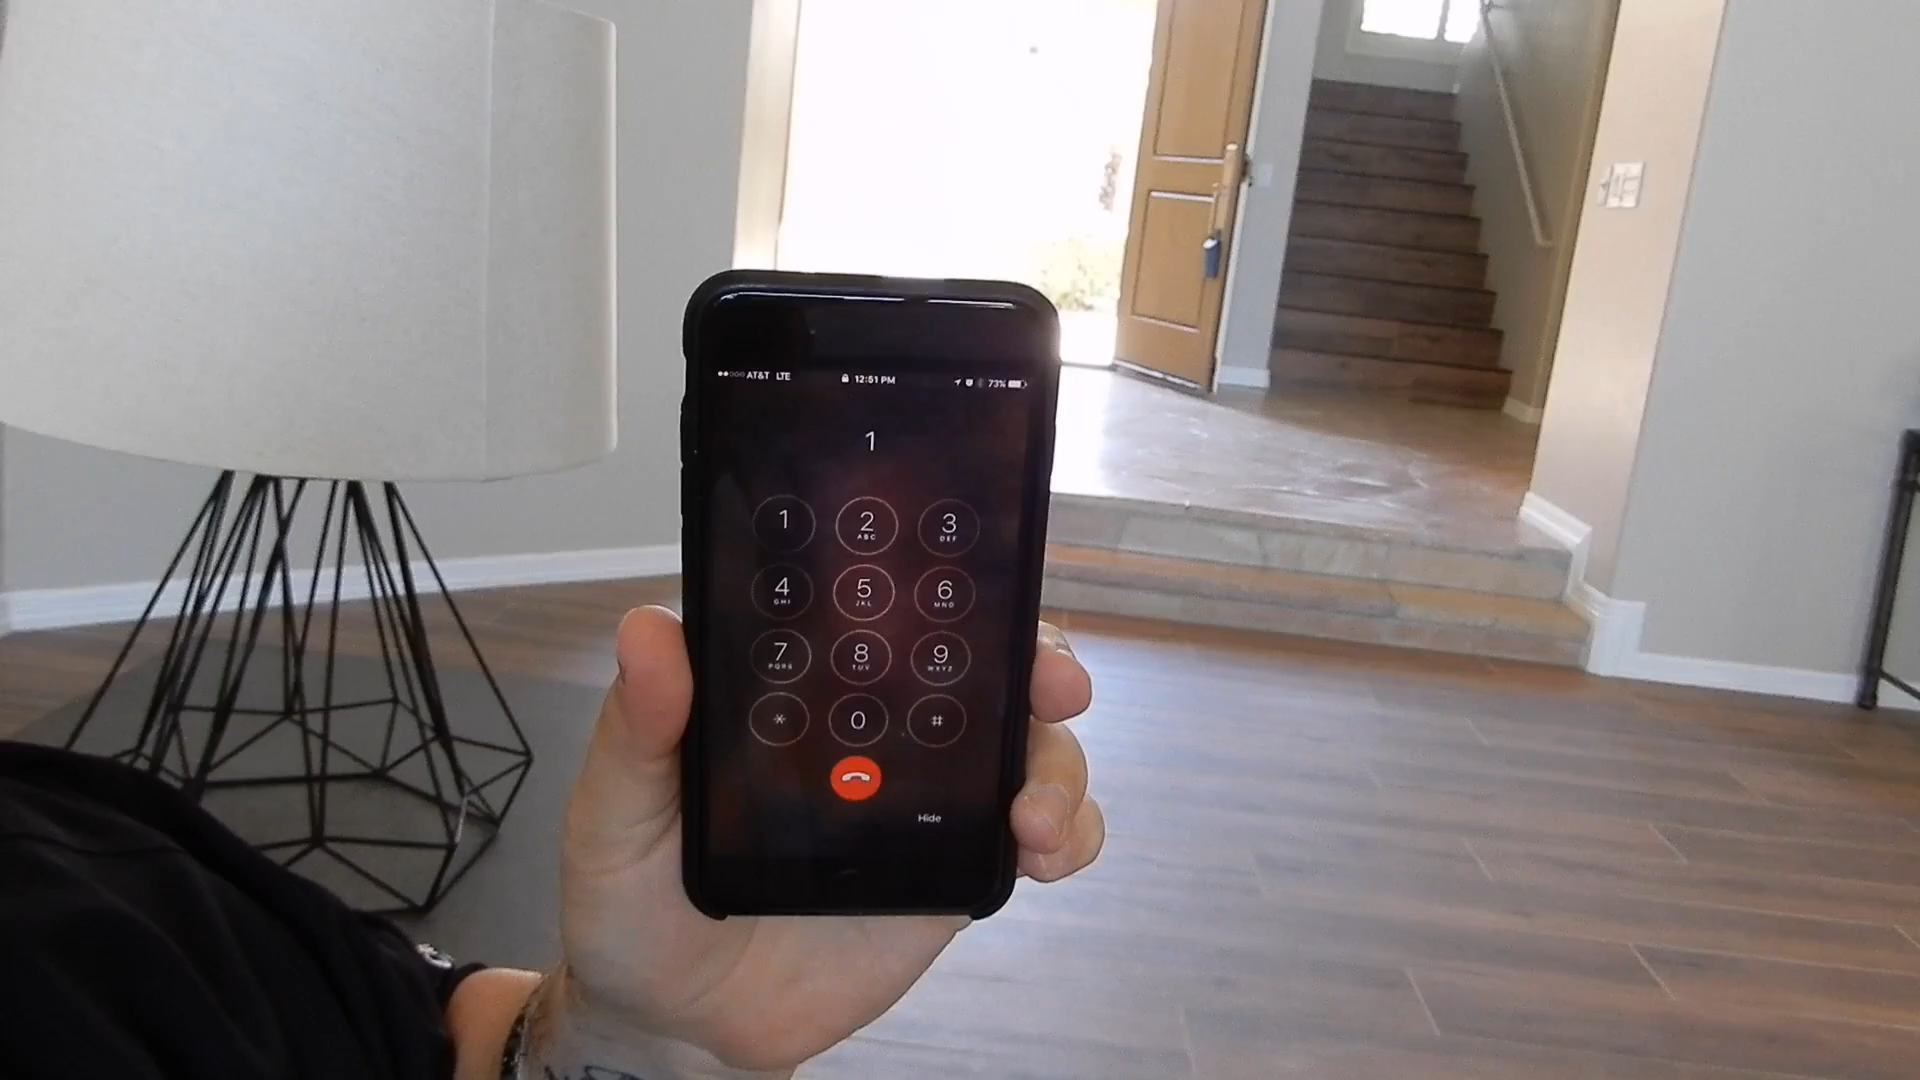 AT&T LTE 12:51 PM 73%
1
1 2 3
ABC DEF
4 5 6
GHI JKL MNO
7 8 9
PQRS TUV WXYZ
* 0 #
Hide